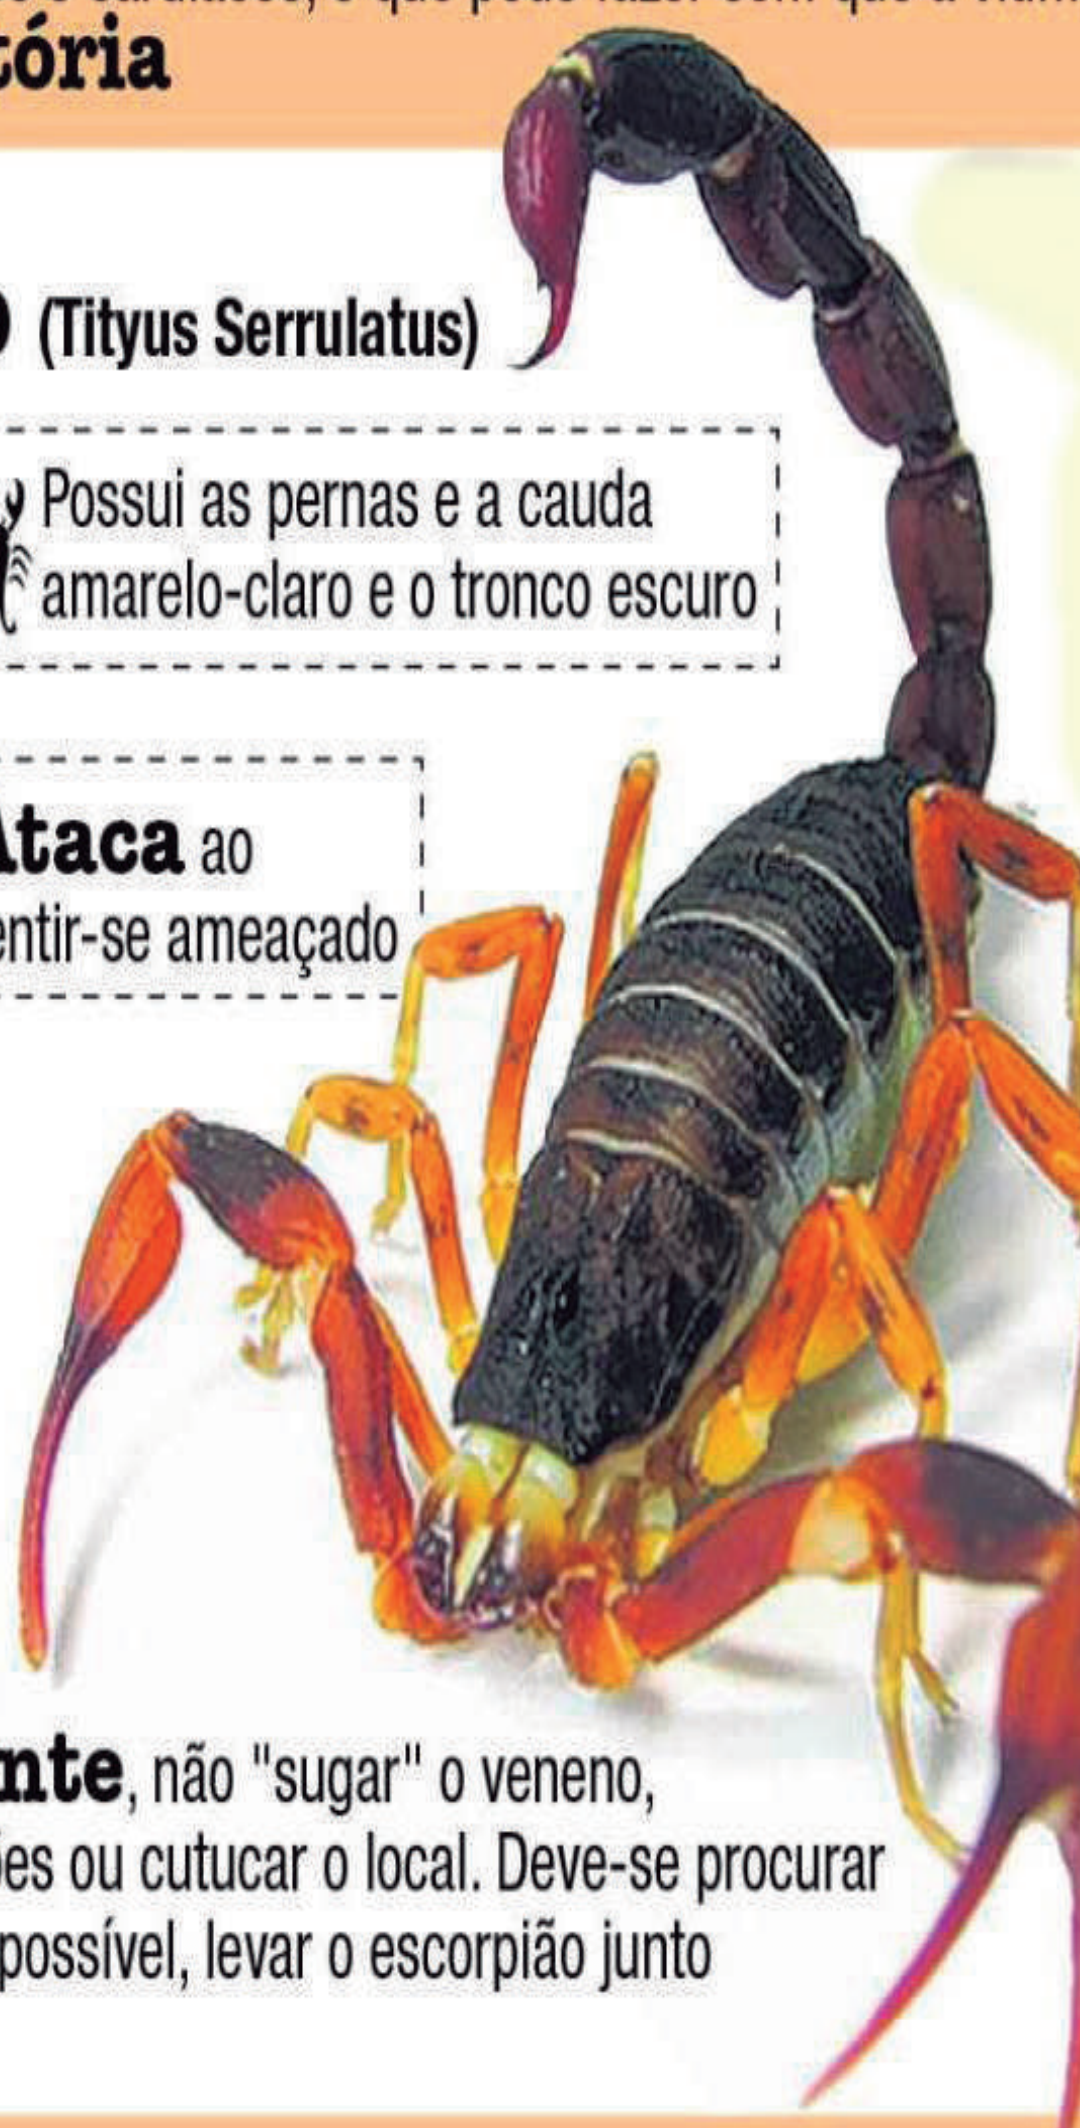 tória
(Tityus Serrulatus)
Possui as pernas e a cauda
amarelo-claro e o tronco escuro
Ataca ao
entir-se ameaçado
nte, não "sugar" o veneno,
es ou cutucar o local. Deve-se procurar
possível, levar o escorpião junto